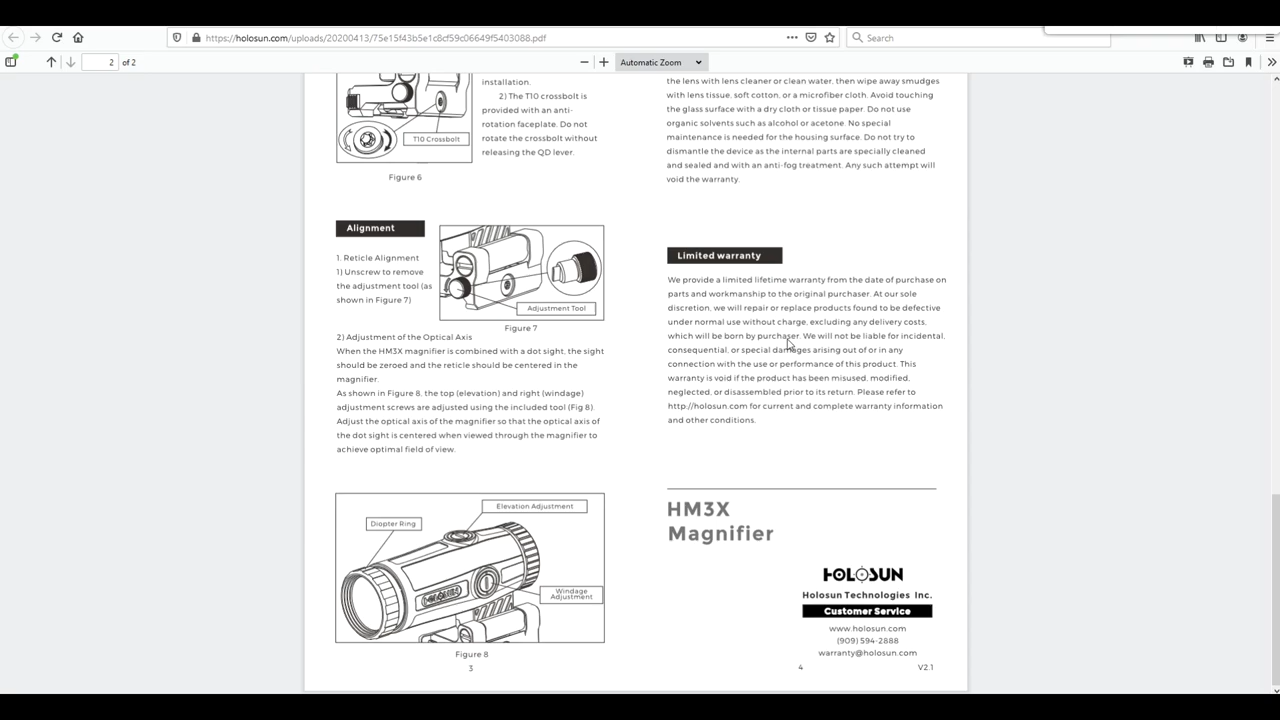 https://holosun.com/uploads/20200413/75e15f43b5e1c8cf59c06649f5403088.pdf
Search
2 of 2
Automatic Zoom
T10 Crossbolt
Figure 6
installation.
2) The T10 crossbolt is
provided with an anti-
rotation faceplate. Do not
rotate the crossbolt without
releasing the QD lever.
Alignment
1. Reticle Alignment
1) Unscrew to remove
the adjustment tool (as
shown in Figure 7)
Adjustment Tool
Figure 7
2) Adjustment of the Optical Axis
When the HM3X magnifier is combined with a dot sight, the sight
should be zeroed and the reticle should be centered in the
magnifier.
As shown in Figure 8, the top (elevation) and right (windage)
adjustment screws are adjusted using the included tool (Fig 8).
Adjust the optical axis of the magnifier so that the optical axis of
the dot sight is centered when viewed through the magnifier to
achieve optimal field of view.
Elevation Adjustment
Diopter Ring
HOLOSUN
Windage
Adjustment
Figure 8
3
the lens with lens cleaner or clean water, then wipe away smudges
with lens tissue, soft cotton, or a microfiber cloth. Avoid touching
the glass surface with a dry cloth or tissue paper. Do not use
organic solvents such as alcohol or acetone. No special
maintenance is needed for the housing surface. Do not try to
dismantle the device as the internal parts are specially cleaned
and sealed and with an anti-fog treatment. Any such attempt will
void the warranty.
Limited warranty
We provide a limited lifetime warranty from the date of purchase on
parts and workmanship to the original purchaser. At our sole
discretion, we will repair or replace products found to be defective
under normal use without charge, excluding any delivery costs,
which will be born by purchaser. We will not be liable for incidental,
consequential, or special damages arising out of or in any
connection with the use or performance of this product. This
warranty is void if the product has been misused, modified,
neglected, or disassembled prior to its return. Please refer to
http://holosun.com for current and complete warranty information
and other conditions.
HM3X
Magnifier
HOLOSUN
Holosun Technologies Inc.
Customer Service
www.holosun.com
(909) 594-2888
warranty@holosun.com
4
V2.1